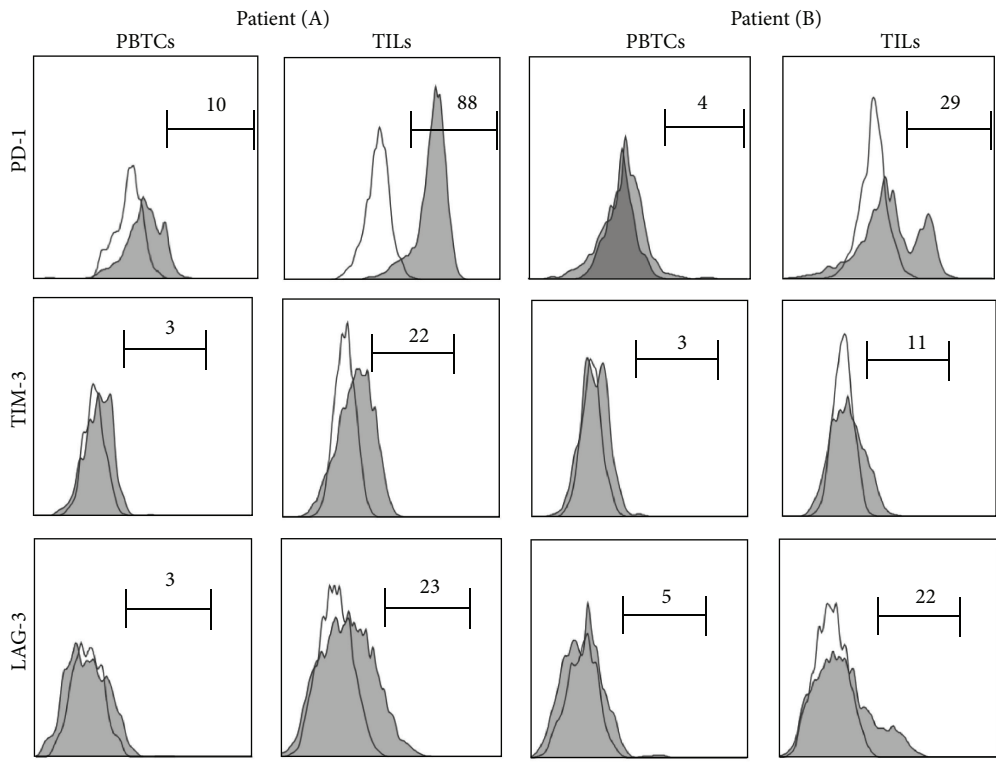 Patient (A)
Patient (B)
PBTCs
TILs
PBTCs
TILs
PD-1
10
88
4
29
TIM-3
3
22
3
11
LAG-3
3
23
5
22